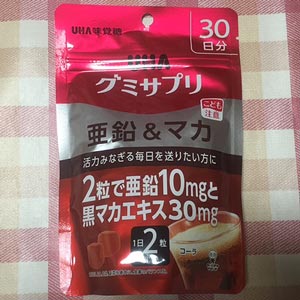 UHA味覚糖
30
日分
UHA
グミサプリ
こども
注意
亜鉛&マカ
活力みなぎる毎日を送りたい方に
2粒で亜鉛10mgと
黒マカエキス30mg
1日2粒
コーラ